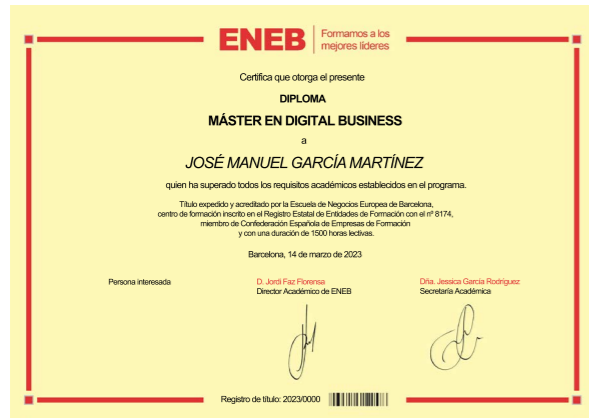 ENEB
Formamos a los
mejores líderes
Certifica que otorga el presente
DIPLOMA
MÁSTER EN DIGITAL BUSINESS
a
JOSÉ MANUEL GARCÍA MARTÍNEZ
quien ha superado todos los requisitos académicos establecidos en el programa.
Título expedido y acreditado por la Escuela de Negocios Europea de Barcelona,
centro de formación inscrito en el Registro Estatal de Entidades de Formación con el nº 8174,
miembro de Confederación Española de Empresas de Formación
y con una duración de 1500 horas lectivas.
Barcelona, 14 de marzo de 2023
Persona interesada
D. Jordi Faz Florensa
Director Académico de ENEB
Dña. Jessica García Rodríguez
Secretaría Académica
Registro de título: 2023/0000